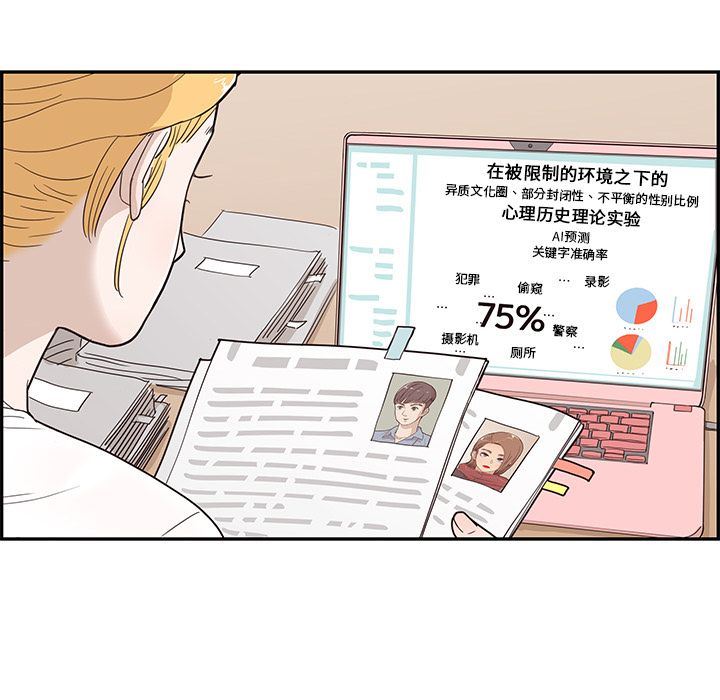 在被限制的环境之下的
异质文化圈、部分封闭性、不平衡的性别比例
心理历史理论实验
AI预测
关键字准确率
犯罪 … 偷窥 … 录影
… 75% … 警察
摄影机 … 厕所 …